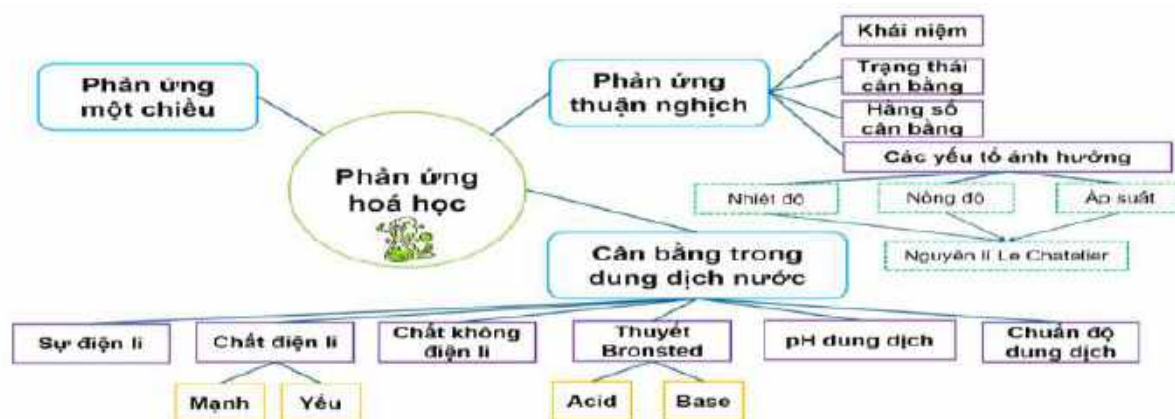 Phản ứng
một chiều
Phản ứng
thuận nghịch
Khái niệm
Trạng thái
cân bằng
Hằng số
cân bằng
Các yếu tố ảnh hưởng
Nhiệt độ
Nồng độ
Áp suất
Nguyên lí Le Chatelier
Phản ứng
hoá học
Cân bằng trong
dung dịch nước
Sự điện li
Chất điện li
Chất không
điện li
Thuyết
Bronsted
pH dung dịch
Chuẩn độ
dung dịch
Mạnh
Yếu
Acid
Base